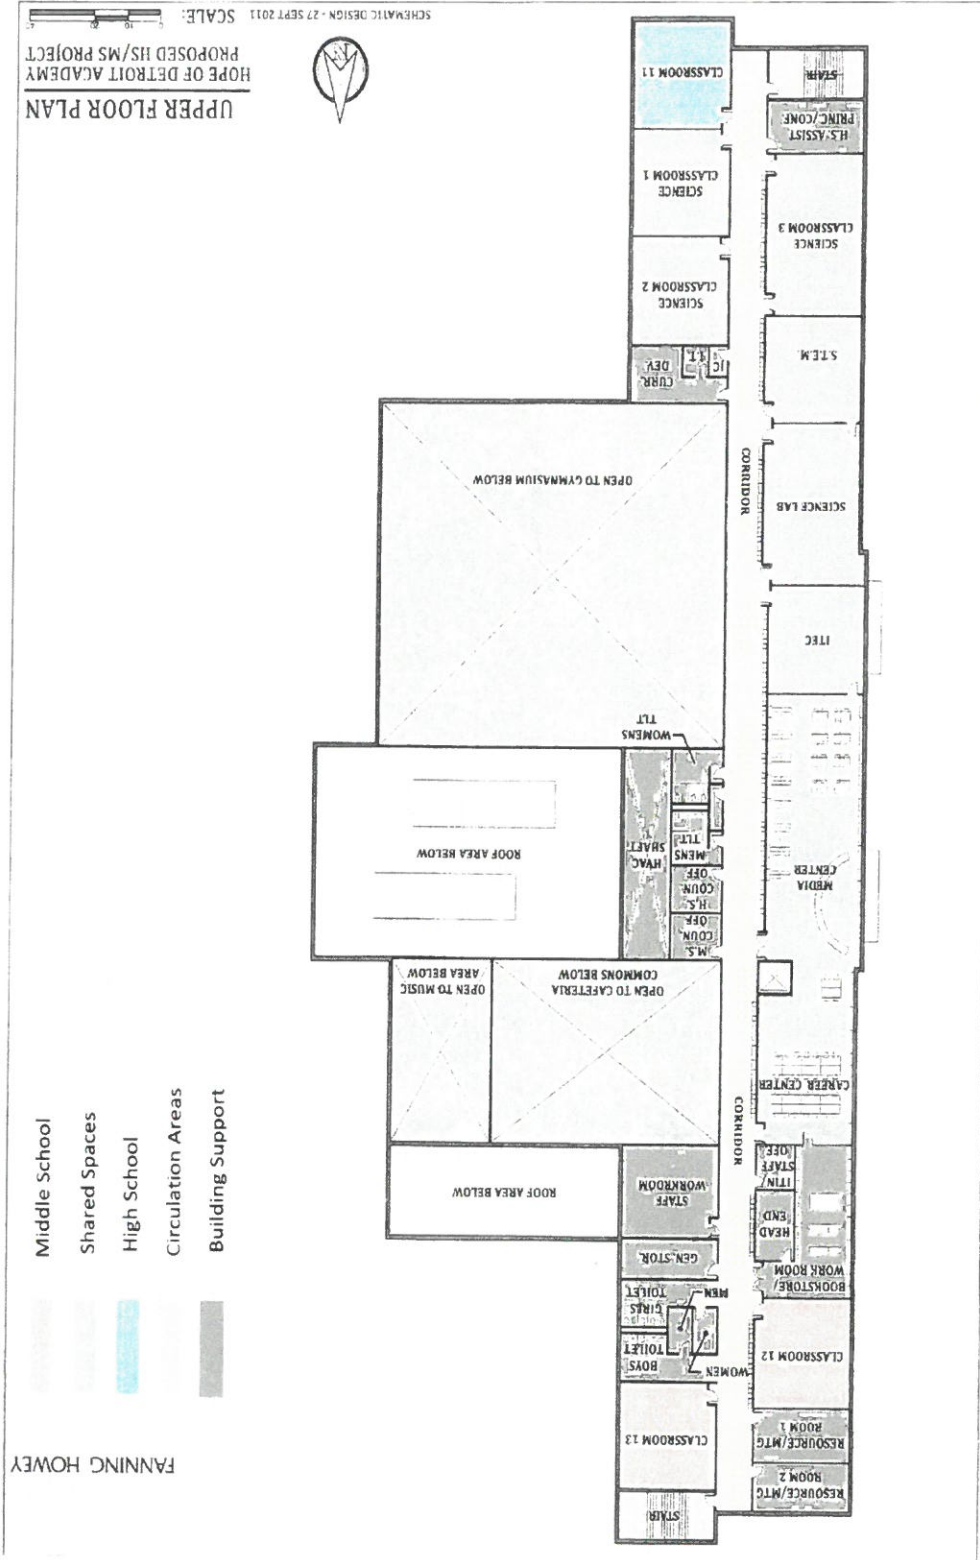 UPPER FLOOR PLAN
HOPE OF DETROIT ACADEMY
PROPOSED HS/MS PROJECT
SCHEMATIC DESIGN - 27 SEPT 2011
SCALE:
N
FANNING HOWEY
Middle School
Shared Spaces
High School
Circulation Areas
Building Support
STAIR
RESOURCE/MTG
ROOM 2
RESOURCE/MTG
ROOM 1
CLASSROOM 13
CLASSROOM 12
WOMEN
BOYS
TOILET
GIRLS
TOILET
MEN
BOOKSTORE/
WORK ROOM
GEN. STOR.
HEAD
END
STAFF
WORKROOM
ITIN
STAFF
OFF
ROOF AREA BELOW
CORRIDOR
CAREER CENTER
OPEN TO CAFETERIA
COMMONS BELOW
OPEN TO MUSIC
AREA BELOW
M.S.
COUN.
OFF
H.S.
COUN
OFF
MENS
TLT
HVAC
SHAFT
ROOF AREA BELOW
MEDIA
CENTER
WOMENS
TLT
ITEC
SCIENCE LAB
CORRIDOR
OPEN TO GYMNASIUM BELOW
S.T.E.M.
CURR.
DEV.
I.T.
JC
SCIENCE
CLASSROOM 2
SCIENCE
CLASSROOM 3
SCIENCE
CLASSROOM 1
H.S. ASSIST
PRINC/CONF
CLASSROOM 11
STAIR